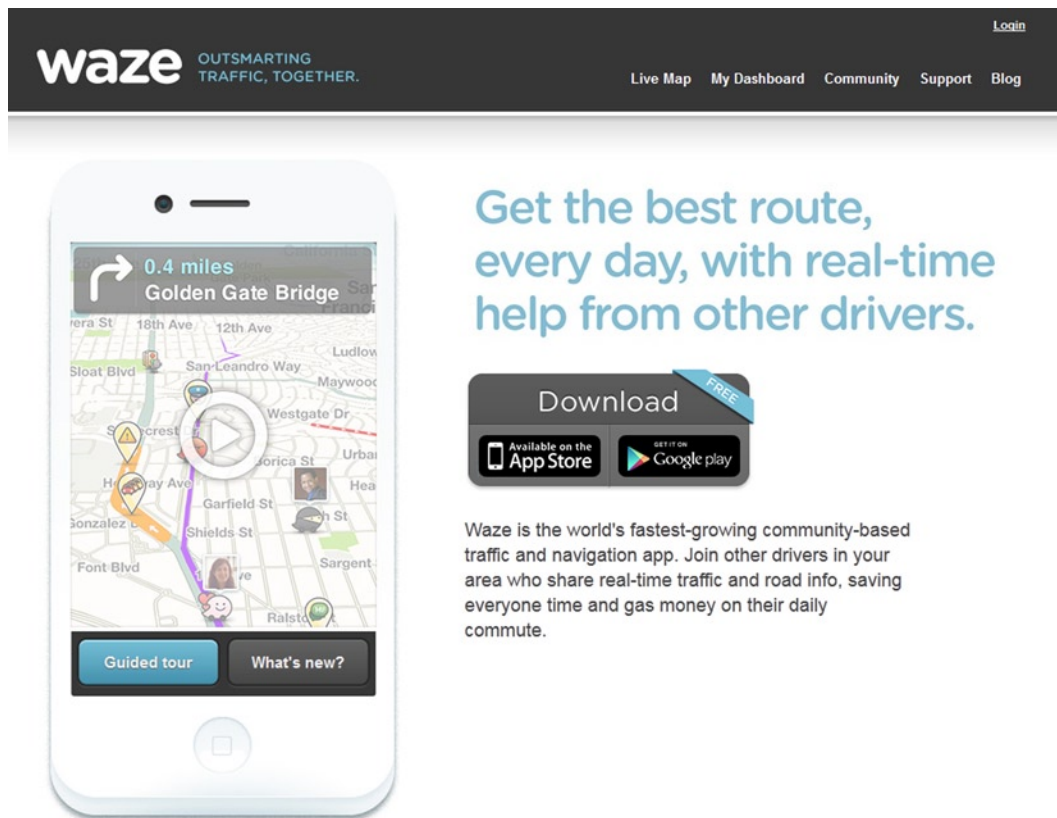 Login
waze
OUTSMARTING
TRAFFIC, TOGETHER.
Live Map My Dashboard Community Support Blog
0.4 miles
Golden Gate Bridge
18th Ave
12th Ave
Ludlow
Sloat Blvd
San Leandro Way
Maywood
Westgate Dr
Garfield St
Shields St
Font Blvd
Sargent
Guided tour
What's new?
Get the best route,
every day, with real-time
help from other drivers.
Download
FREE
Available on the
App Store
GET IT ON
Google play
Waze is the world's fastest-growing community-based
traffic and navigation app. Join other drivers in your
area who share real-time traffic and road info, saving
everyone time and gas money on their daily
commute.